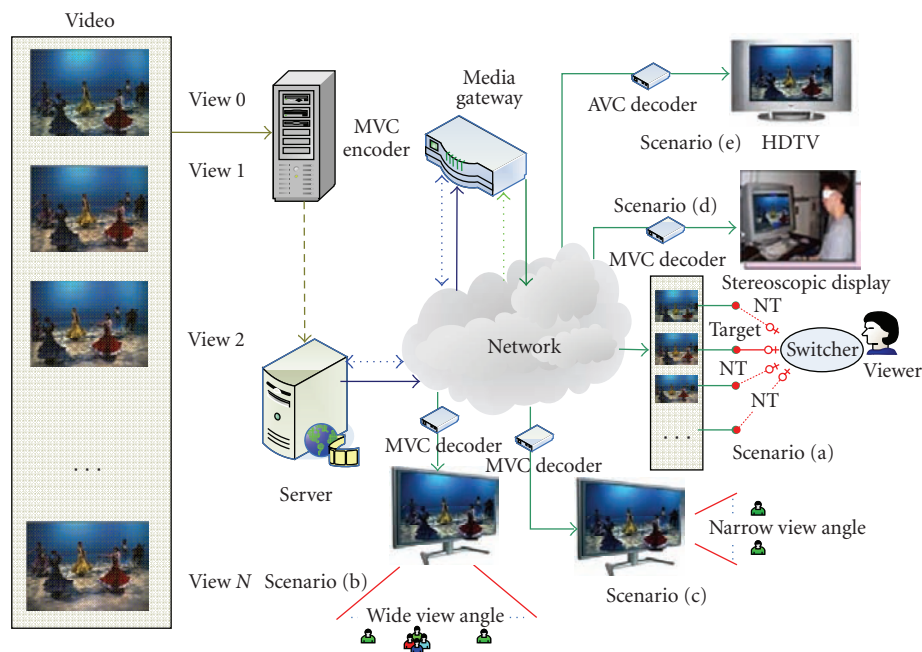 Video
View 0
View 1
View 2
. . .
View N
MVC
encoder
Media
gateway
AVC decoder
Scenario (e)
HDTV
Scenario (d)
MVC decoder
Stereoscopic display
Network
NT
Target
NT
NT
Switcher
Viewer
. . .
Scenario (a)
Server
MVC decoder
MVC decoder
Scenario (b)
Wide view angle
Scenario (c)
Narrow view angle